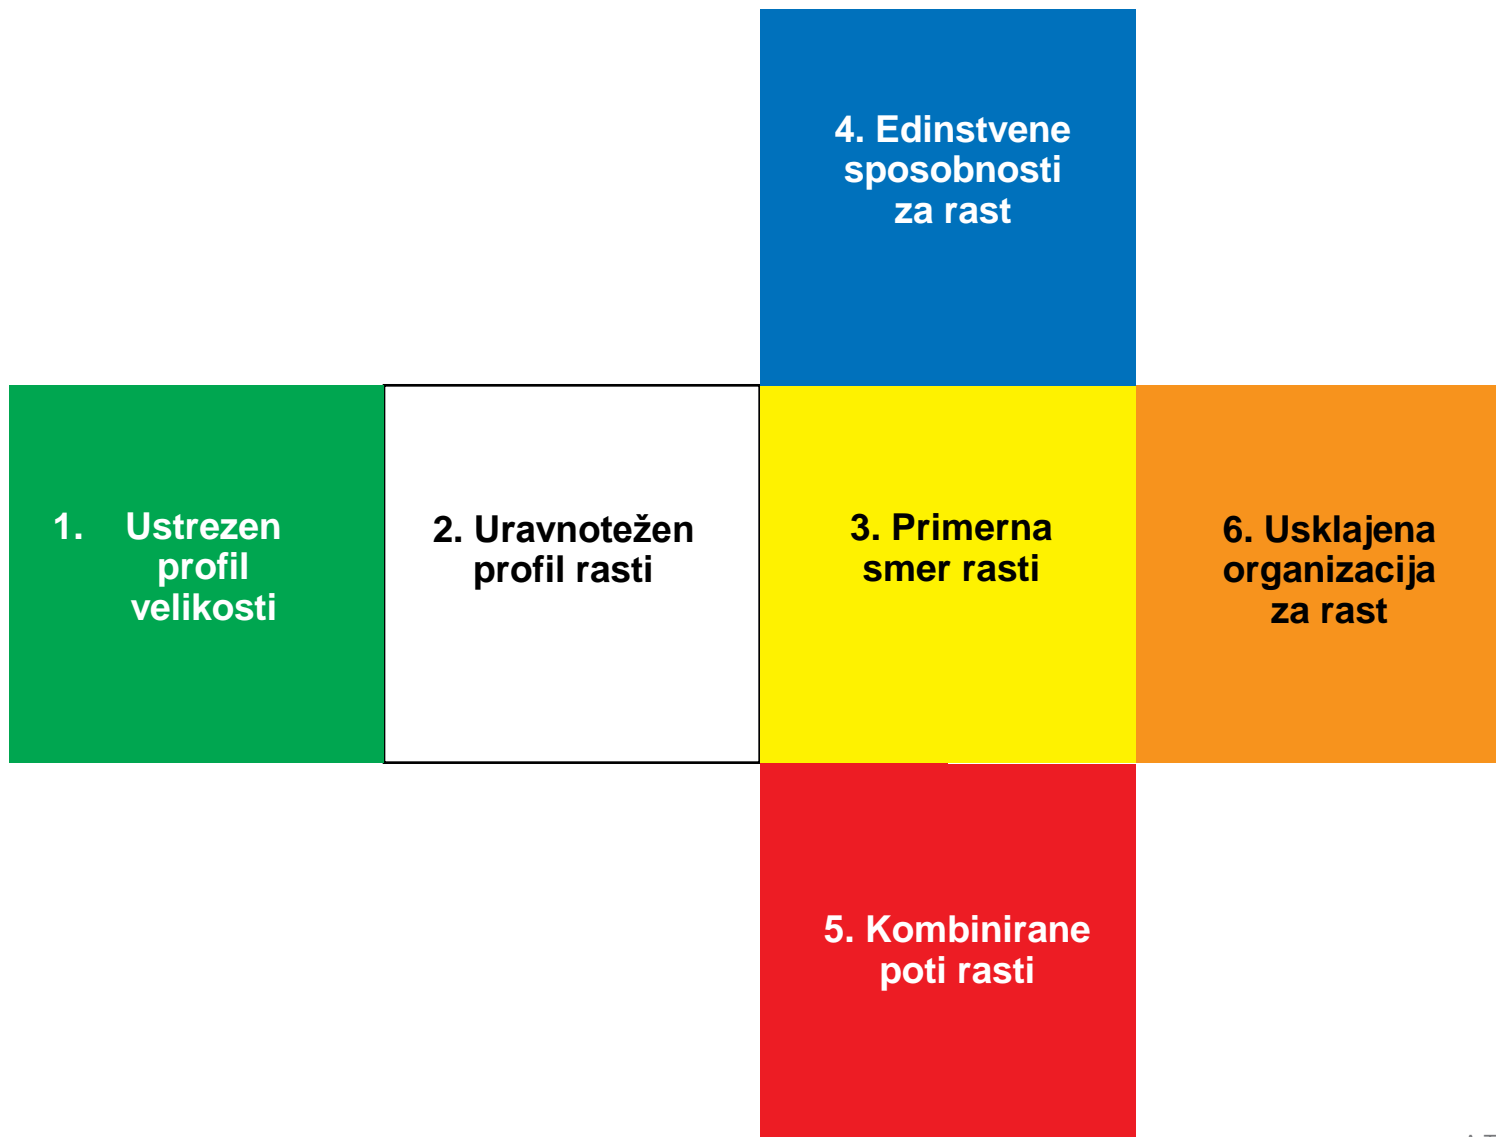 4. Edinstvene
sposobnosti
za rast
1. Ustrezen
profil
velikosti
2. Uravnotežen
profil rasti
3. Primerna
smer rasti
6. Usklajena
organizacija
za rast
5. Kombinirane
poti rasti